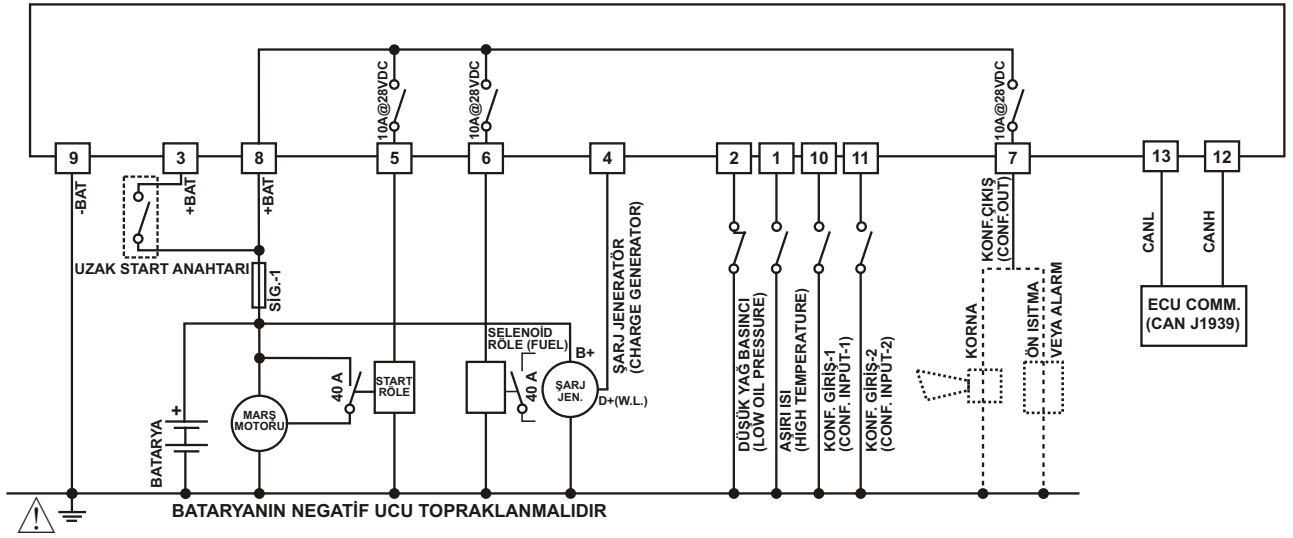 10A@28VDC
10A@28VDC
10A@28VDC
9
3
8
5
6
4
2
1
10
11
7
13
12
-BAT
+BAT
+BAT
UZAK START ANAHTARI
SİG.-1
ŞARJ JENERATÖR
(CHARGE GENERATOR)
DÜŞÜK YAĞ BASINCI
(LOW OIL PRESSURE)
AŞIRI ISI
(HIGH TEMPERATURE)
KONF. GİRİŞ-1
(CONF. INPUT-1)
KONF. GİRİŞ-2
(CONF. INPUT-2)
KONF.ÇIKIŞ
(CONF.OUT)
CANL
CANH
ECU COMM.
(CAN J1939)
KORNA
ÖN ISITMA
VEYA ALARM
SELENOİD
RÖLE (FUEL)
B+
40 A
START
RÖLE
40 A
ŞARJ
JEN.
D+(W.L.)
+
BATARYA
MARŞ
MOTORU
BATARYANIN NEGATİF UCU TOPRAKLANMALIDIR
!